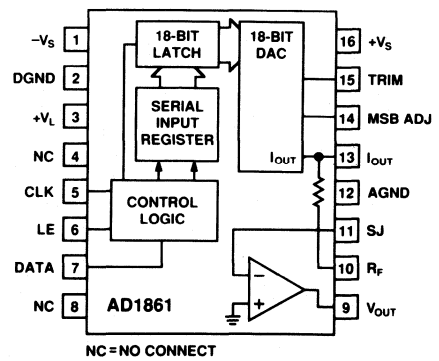 –VS 1
DGND 2
+VL 3
NC 4
CLK 5
LE 6
DATA 7
NC 8
18-BIT
LATCH
SERIAL
INPUT
REGISTER
CONTROL
LOGIC
18-BIT
DAC
IOUT
–
+
AD1861
16 +VS
15 TRIM
14 MSB ADJ
13 IOUT
12 AGND
11 SJ
10 RF
9 VOUT
NC = NO CONNECT